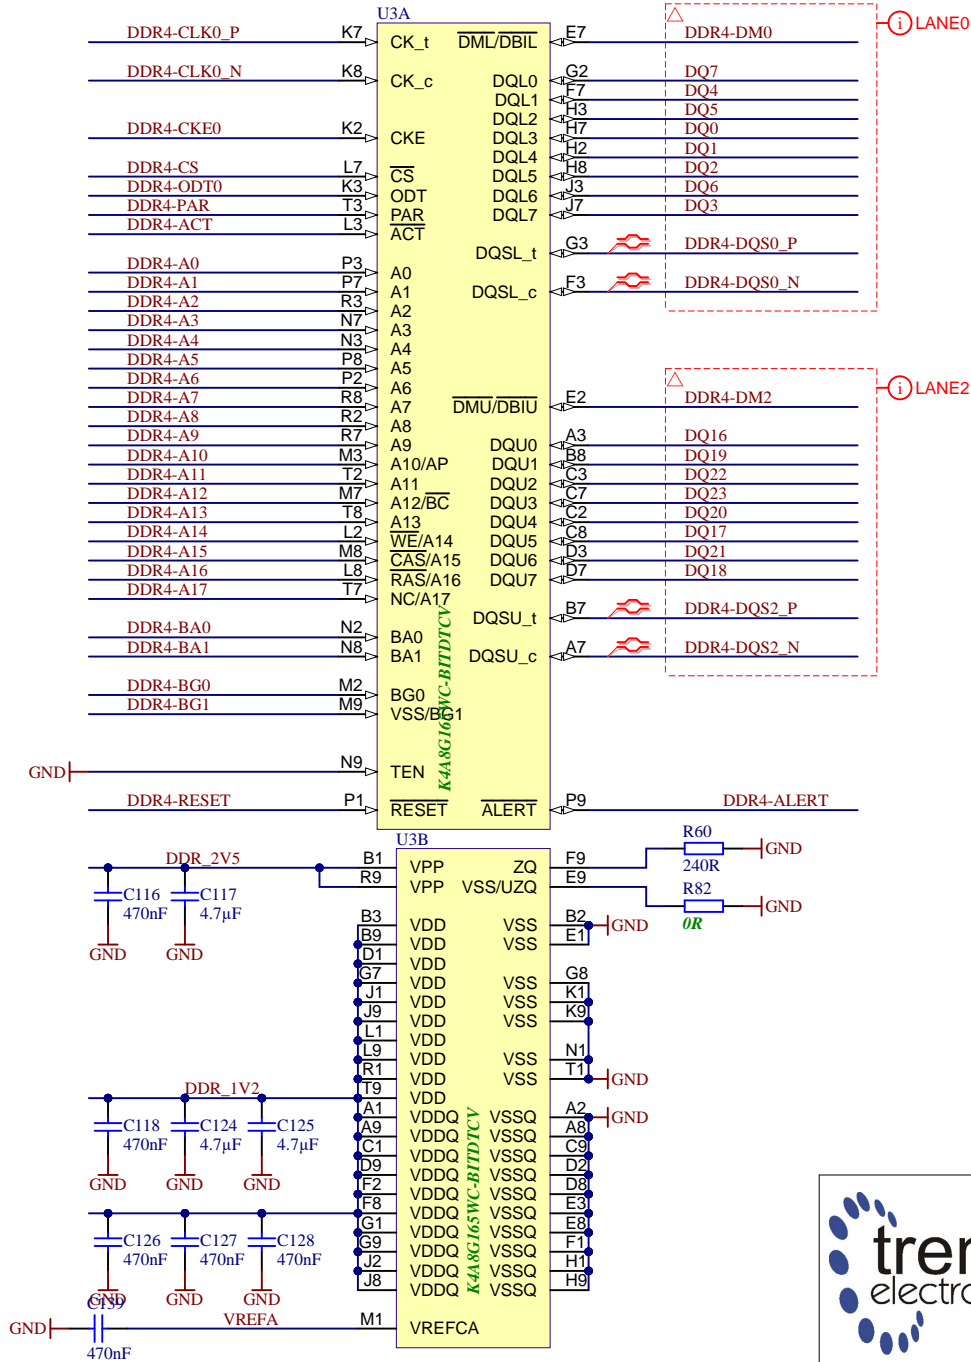 U3A
DDR4-CLK0_P K7 CK_t DML/DBIL E7 DDR4-DM0 LANE0
DDR4-CLK0_N K8 CK_c DQL0 G2 DQ7
DQL1 F7 DQ4
DQL2 H3 DQ5
DDR4-CKE0 K2 CKE DQL3 H7 DQ0
DQL4 H2 DQ1
DDR4-CS L7 CS DQL5 H8 DQ2
DDR4-ODT0 K3 ODT DQL6 J3 DQ6
DDR4-PAR T3 PAR DQL7 J7 DQ3
DDR4-ACT L3 ACT
DQSL_t G3 DDR4-DQS0_P
DDR4-A0 P3 A0
DDR4-A1 P7 A1 DQSL_c F3 DDR4-DQS0_N
DDR4-A2 R3 A2
DDR4-A3 N7 A3
DDR4-A4 N3 A4
DDR4-A5 P8 A5
DDR4-A6 P2 A6 LANE2
DDR4-A7 R8 A7 DMU/DBIU E2 DDR4-DM2
DDR4-A8 R2 A8
DDR4-A9 R7 A9 DQU0 A3 DQ16
DDR4-A10 M3 A10/AP DQU1 B8 DQ19
DDR4-A11 T2 A11 DQU2 C3 DQ22
DDR4-A12 M7 A12/BC DQU3 C7 DQ23
DDR4-A13 T8 A13 DQU4 C2 DQ20
DDR4-A14 L2 WE/A14 DQU5 C8 DQ17
DDR4-A15 M8 CAS/A15 DQU6 D3 DQ21
DDR4-A16 L8 RAS/A16 DQU7 D7 DQ18
DDR4-A17 T7 NC/A17
DQSU_t B7 DDR4-DQS2_P
DDR4-BA0 N2 BA0
DDR4-BA1 N8 BA1 DQSU_c A7 DDR4-DQS2_N
DDR4-BG0 M2 BG0
DDR4-BG1 M9 VSS/BG1
K4A8G165WC-BITDTCV
GND N9 TEN
DDR4-RESET P1 RESET ALERT P9 DDR4-ALERT
U3B
DDR_2V5 B1 VPP ZQ F9 R60 240R GND
R9 VPP VSS/UZQ E9 R82 0R GND
C116 470nF GND
C117 4.7µF GND
B3 VDD VSS B2 GND
B9 VDD VSS E1
D1 VDD
G7 VDD VSS G8
J1 VDD VSS K1
J9 VDD VSS K9
L1 VDD
L9 VDD VSS N1
R1 VDD VSS T1 GND
DDR_1V2 T9 VDD
A1 VDDQ VSSQ A2 GND
A9 VDDQ VSSQ A8
C1 VDDQ VSSQ C9
D9 VDDQ VSSQ D2
F2 VDDQ VSSQ D8
F8 VDDQ VSSQ E3
G1 VDDQ VSSQ E8
G9 VDDQ VSSQ F1
J2 VDDQ VSSQ H1
J8 VDDQ VSSQ H9
K4A8G165WC-BITDTCV
C118 470nF GND
C124 4.7µF GND
C125 4.7µF GND
C126 470nF GND
C127 470nF GND
C128 470nF GND
GND C139 470nF VREFA M1 VREFCA
tren
electro